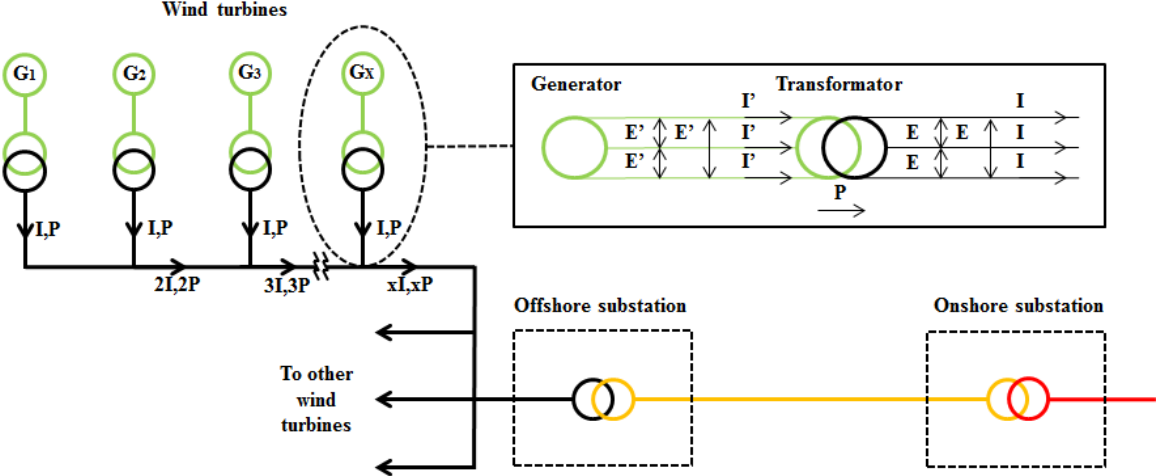 Wind turbines
G1 G2 G3 GX
Generator Transformator
I' I
E' E' I' E E I
E' I' E I
P
I,P I,P I,P I,P
2I,2P 3I,3P xI,xP
Offshore substation Onshore substation
To other
wind
turbines